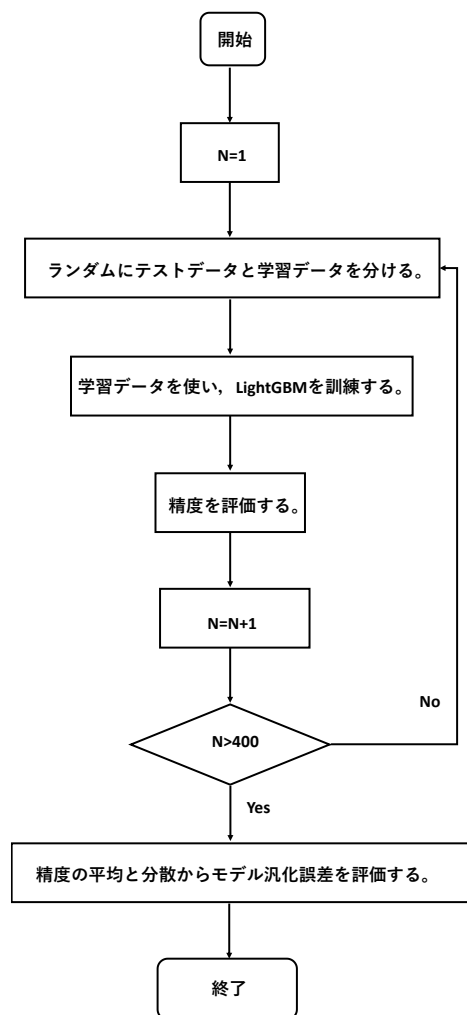 開始
N=1
ランダムにテストデータと学習データを分ける。
学習データを使い，LightGBMを訓練する。
精度を評価する。
N=N+1
N>400
No
Yes
精度の平均と分散からモデル汎化誤差を評価する。
終了